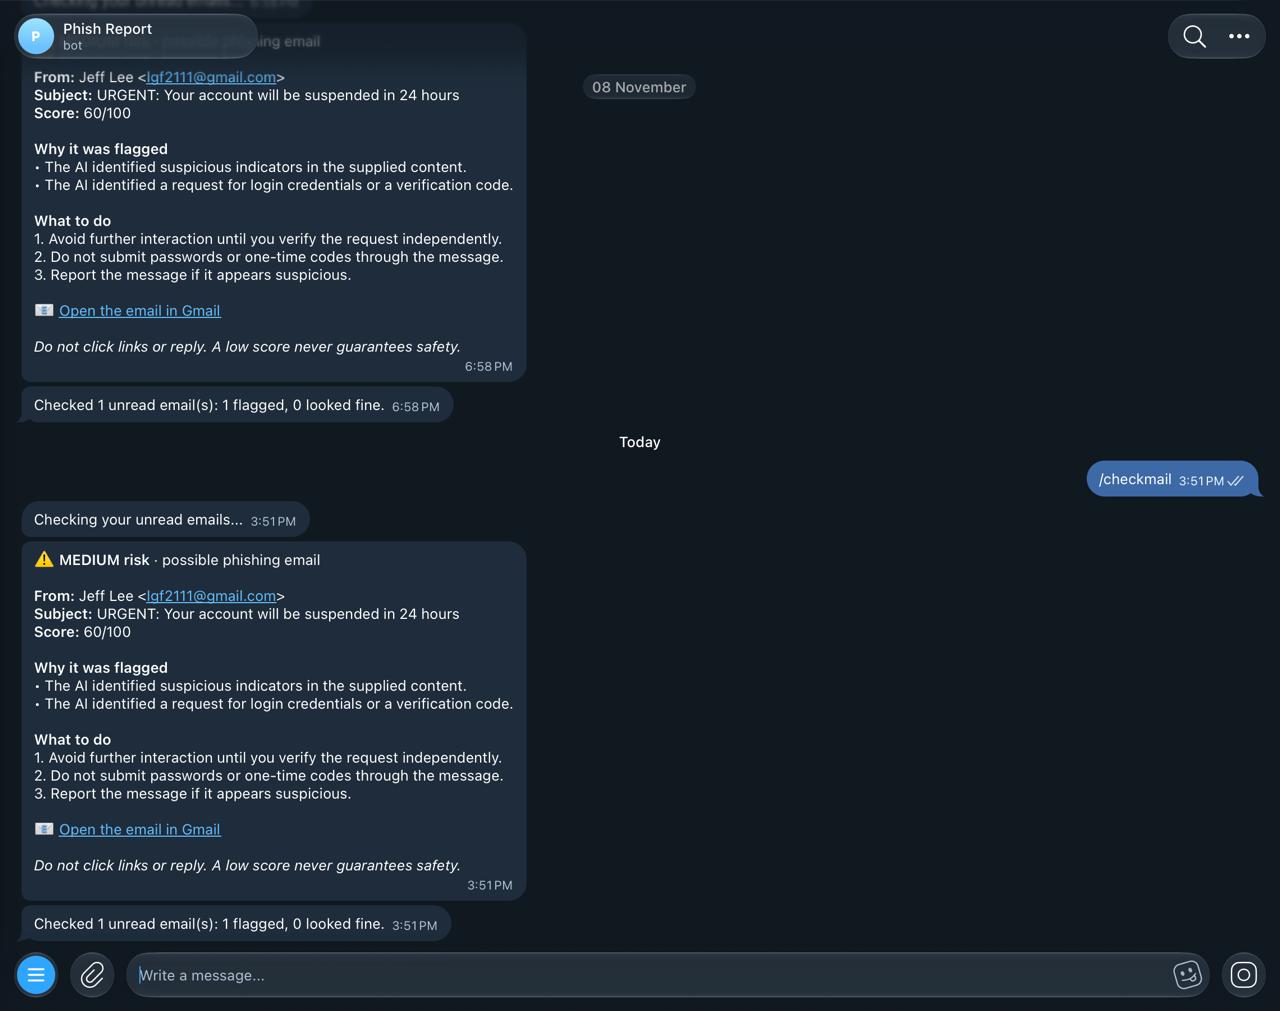 Checking your unread emails...
Phish Report
bot
P
phishing email
08 November
From: Jeff Lee <lgf2111@gmail.com>
Subject: URGENT: Your account will be suspended in 24 hours
Score: 60/100
Why it was flagged
• The AI identified suspicious indicators in the supplied content.
• The AI identified a request for login credentials or a verification code.
What to do
1. Avoid further interaction until you verify the request independently.
2. Do not submit passwords or one-time codes through the message.
3. Report the message if it appears suspicious.
📧 Open the email in Gmail
Do not click links or reply. A low score never guarantees safety.
6:58 PM
Checked 1 unread email(s): 1 flagged, 0 looked fine. 6:58 PM
Today
/checkmail 3:51 PM
Checking your unread emails... 3:51 PM
⚠️ MEDIUM risk · possible phishing email
From: Jeff Lee <lgf2111@gmail.com>
Subject: URGENT: Your account will be suspended in 24 hours
Score: 60/100
Why it was flagged
• The AI identified suspicious indicators in the supplied content.
• The AI identified a request for login credentials or a verification code.
What to do
1. Avoid further interaction until you verify the request independently.
2. Do not submit passwords or one-time codes through the message.
3. Report the message if it appears suspicious.
📧 Open the email in Gmail
Do not click links or reply. A low score never guarantees safety.
3:51 PM
Checked 1 unread email(s): 1 flagged, 0 looked fine. 3:51 PM
Write a message...